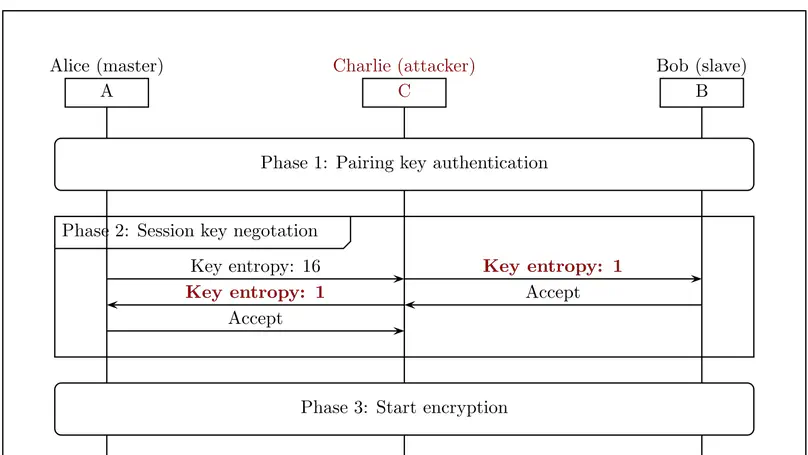 Alice (master) Charlie (attacker) Bob (slave)
A C B
Phase 1: Pairing key authentication
Phase 2: Session key negotation
Key entropy: 16 Key entropy: 1
Key entropy: 1 Accept
Accept
Phase 3: Start encryption